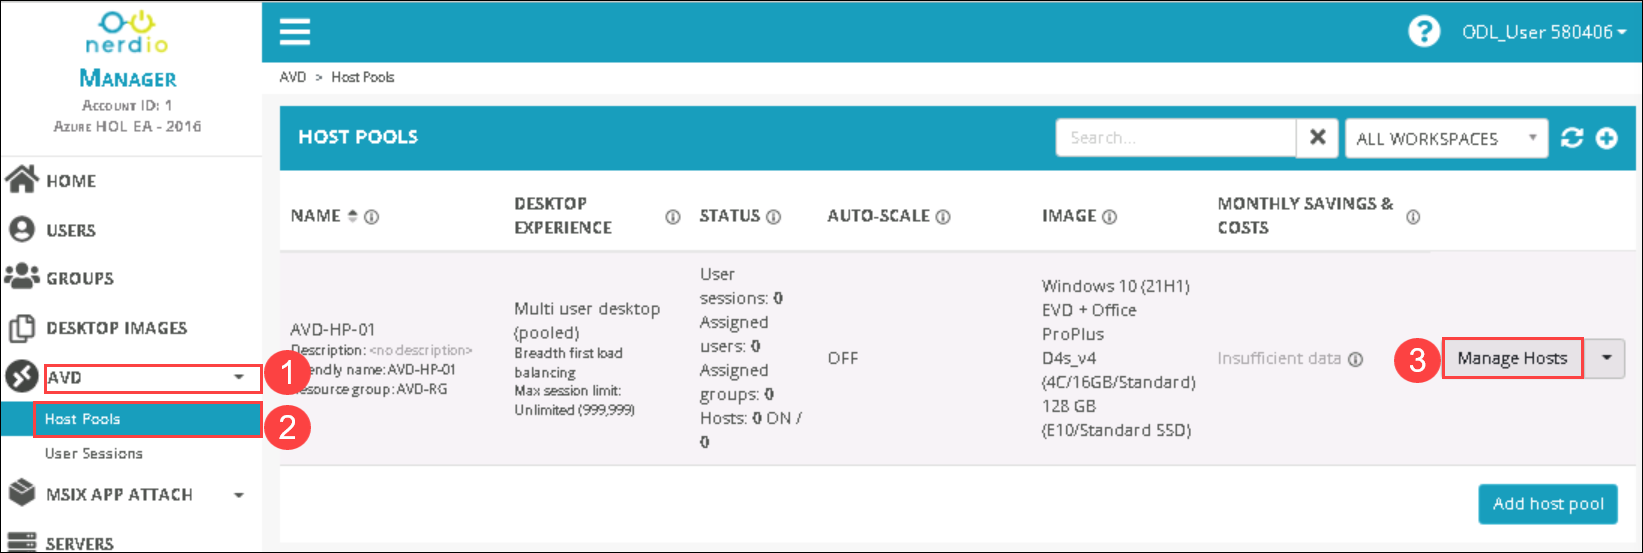 nerdio
MANAGER
ACCOUNT ID: 1
AZURE HOL EA - 2016
HOME
USERS
GROUPS
DESKTOP IMAGES
AVD
1
Host Pools
2
User Sessions
MSIX APP ATTACH
SERVERS
?
ODL_User 580406
AVD > Host Pools
HOST POOLS
Search...
ALL WORKSPACES
NAME
DESKTOP
EXPERIENCE
STATUS
AUTO-SCALE
IMAGE
MONTHLY SAVINGS &
COSTS
AVD-HP-01
Description: <no description>
iendly name: AVD-HP-01
esource group: AVD-RG
Multi user desktop
(pooled)
Breadth first load
balancing
Max session limit:
Unlimited (999,999)
User
sessions: 0
Assigned
users: 0
Assigned
groups: 0
Hosts: 0 ON /
0
OFF
Windows 10 (21H1)
EVD + Office
ProPlus
D4s_v4
(4C/16GB/Standard)
128 GB
(E10/Standard SSD)
Insufficient data
3
Manage Hosts
Add host pool